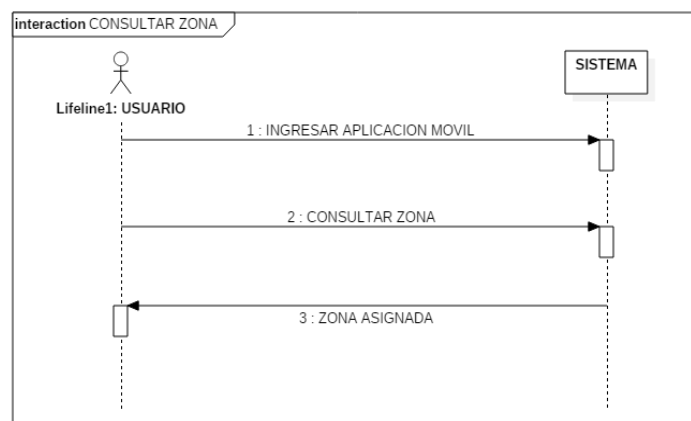 interaction CONSULTAR ZONA
SISTEMA
Lifeline1: USUARIO
1 : INGRESAR APLICACION MOVIL
2 : CONSULTAR ZONA
3 : ZONA ASIGNADA